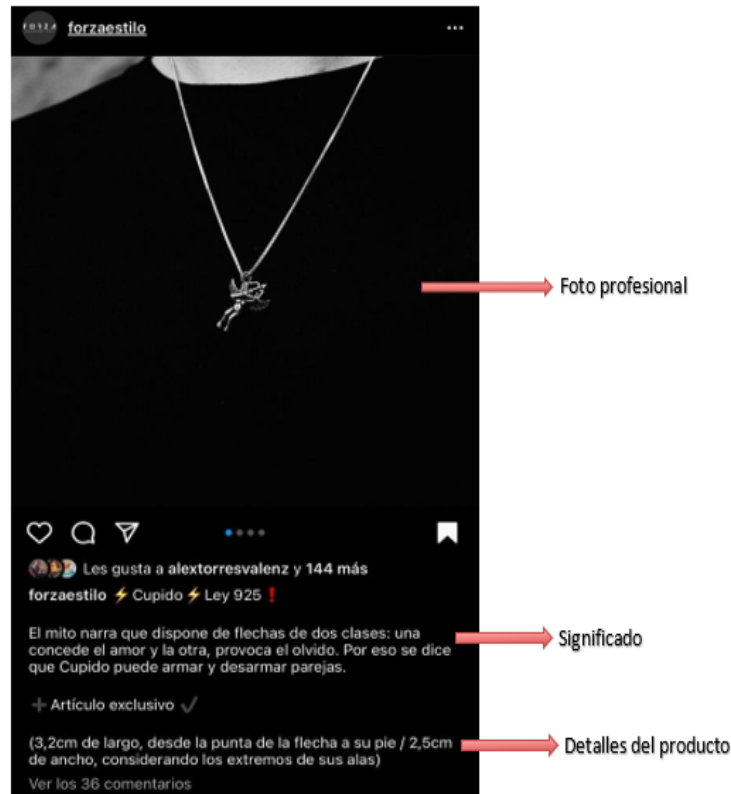 FORZA forzaestilo
Foto profesional
Les gusta a alextorresvalenz y 144 más
forzaestilo ⚡ Cupido ⚡ Ley 925 ❗
El mito narra que dispone de flechas de dos clases: una
concede el amor y la otra, provoca el olvido. Por eso se dice
que Cupido puede armar y desarmar parejas.
Significado
➕ Artículo exclusivo ✔
(3,2cm de largo, desde la punta de la flecha a su pie / 2,5cm
de ancho, considerando los extremos de sus alas)
Detalles del producto
Ver los 36 comentarios